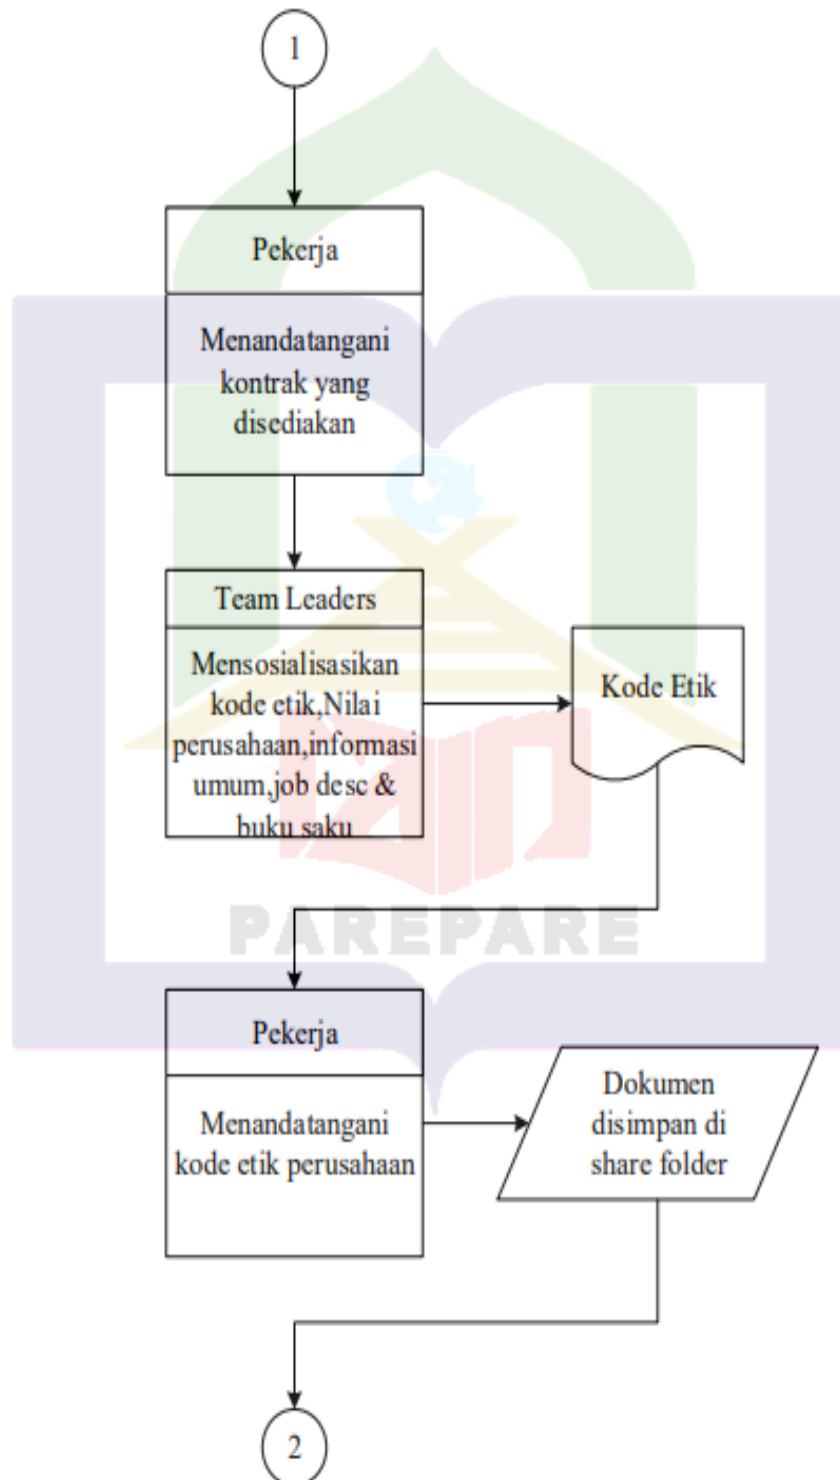 1
Pekerja
Menandatangani
kontrak yang
disediakan
Team Leaders
Mensosialisasikan
kode etik,Nilai
perusahaan,informasi
umum,job desc &
buku saku
Kode Etik
PAREPARE
Pekerja
Menandatangani
kode etik perusahaan
Dokumen
disimpan di
share folder
2